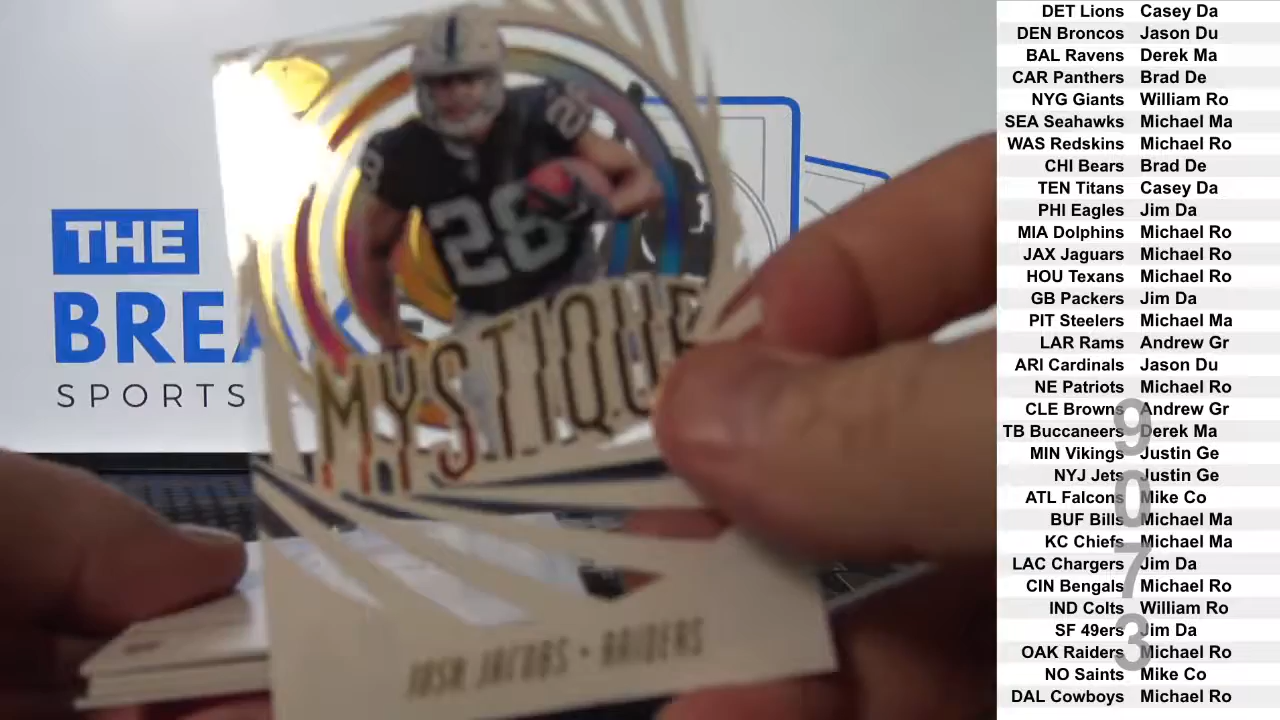 THE
BREA
SPORTS
28
28
28
MYSTIQUE
JOSH JACOBS • RAIDERS
DET Lions Casey Da
DEN Broncos Jason Du
BAL Ravens Derek Ma
CAR Panthers Brad De
NYG Giants William Ro
SEA Seahawks Michael Ma
WAS Redskins Michael Ro
CHI Bears Brad De
TEN Titans Casey Da
PHI Eagles Jim Da
MIA Dolphins Michael Ro
JAX Jaguars Michael Ro
HOU Texans Michael Ro
GB Packers Jim Da
PIT Steelers Michael Ma
LAR Rams Andrew Gr
ARI Cardinals Jason Du
NE Patriots Michael Ro
CLE Browns Andrew Gr
TB Buccaneers Derek Ma
MIN Vikings Justin Ge
NYJ Jets Justin Ge
ATL Falcons Mike Co
BUF Bills Michael Ma
KC Chiefs Michael Ma
LAC Chargers Jim Da
CIN Bengals Michael Ro
IND Colts William Ro
SF 49ers Jim Da
OAK Raiders Michael Ro
NO Saints Mike Co
DAL Cowboys Michael Ro
9073